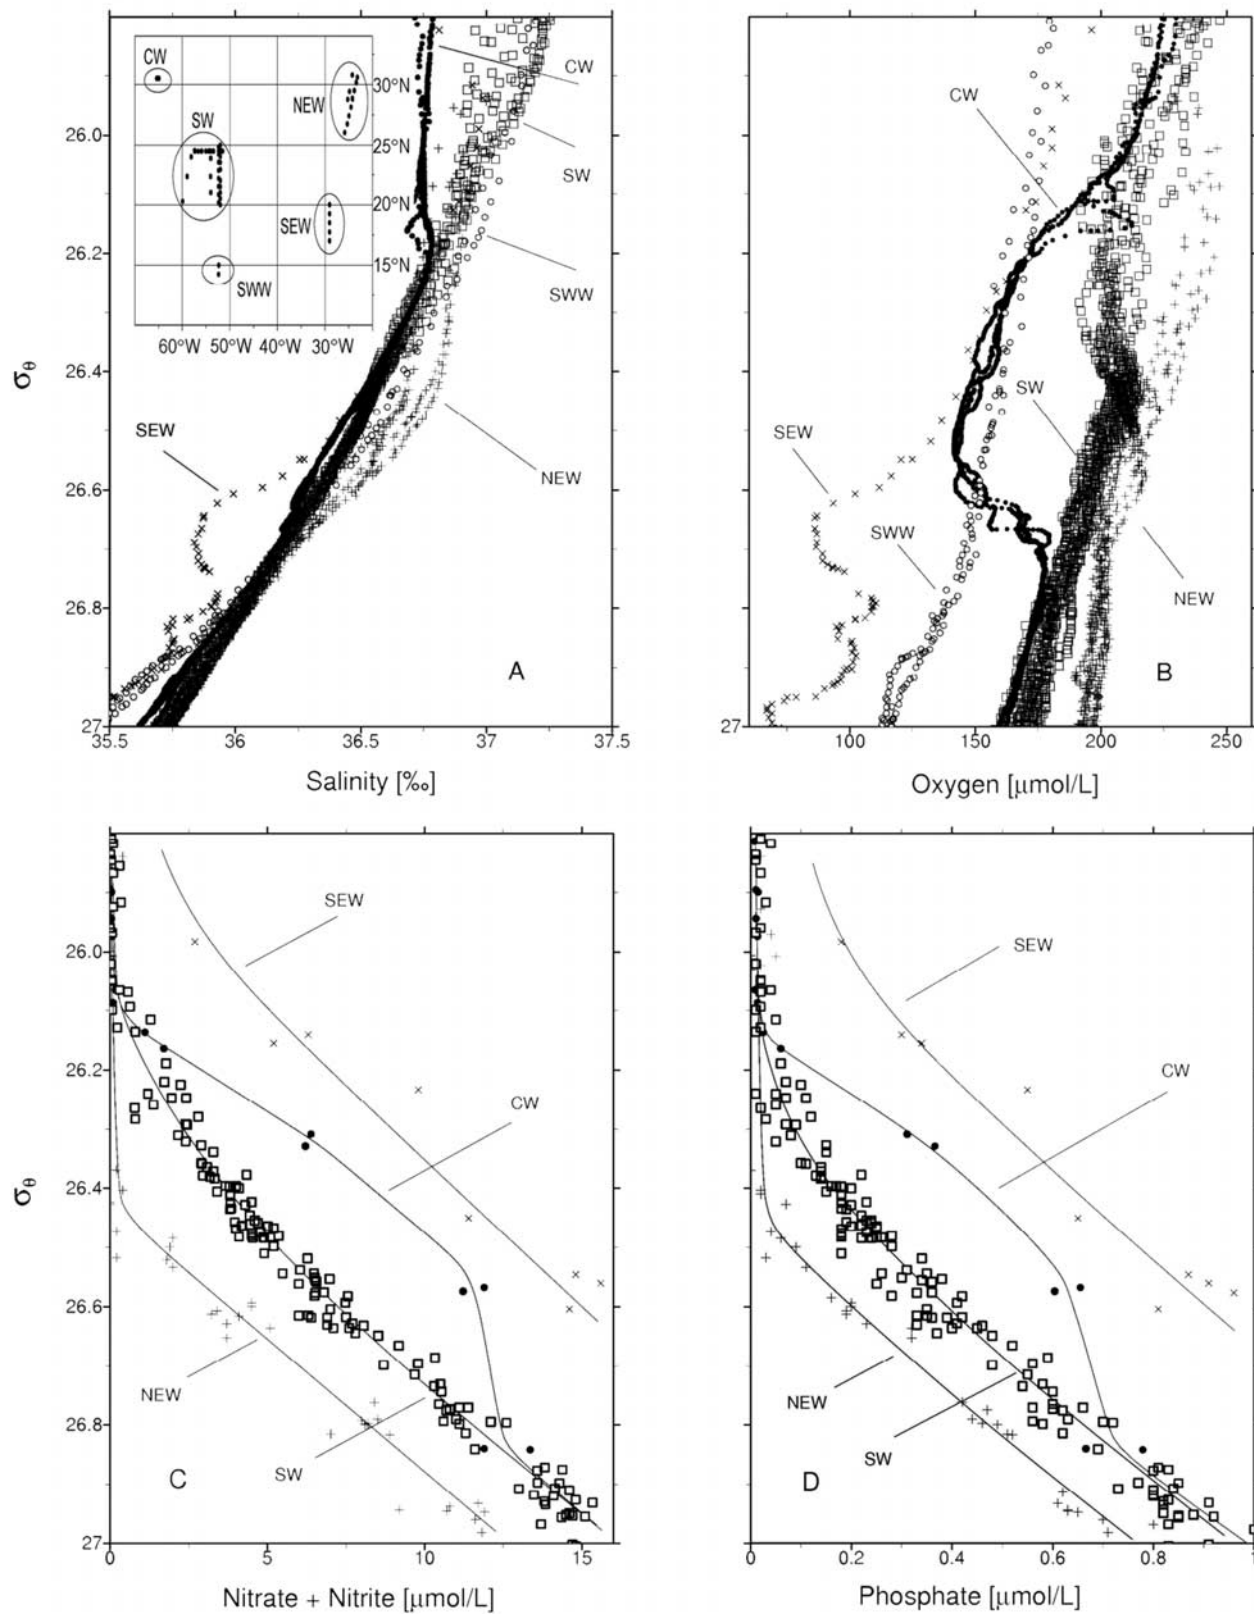 CW
NEW
30°N
SW
25°N
20°N
SEW
15°N
SWW
60°W 50°W 40°W 30°W
CW
SW
SWW
NEW
SEW
A
26.0
26.2
26.4
26.6
26.8
27
σθ
35.5 36 36.5 37 37.5
Salinity [‰]
CW
SW
SEW
SWW
NEW
B
27
100 150 200 250
Oxygen [μmol/L]
SEW
CW
NEW
SW
C
26.0
26.2
26.4
26.6
26.8
27
σθ
0 5 10 15
Nitrate + Nitrite [μmol/L]
SEW
CW
NEW
SW
D
0 0.2 0.4 0.6 0.8 1
Phosphate [μmol/L]